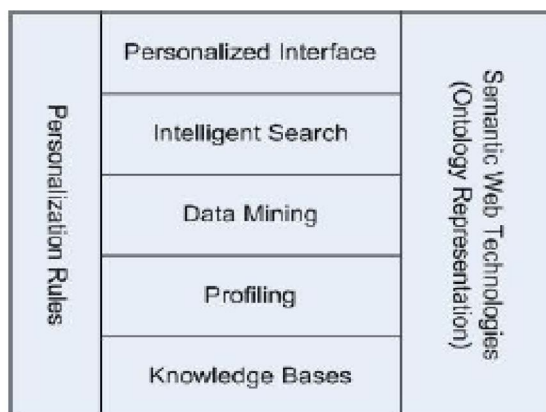 Personalization Rules
Personalized Interface
Intelligent Search
Data Mining
Profiling
Knowledge Bases
Semantic Web Technologies
(Ontology Representation)